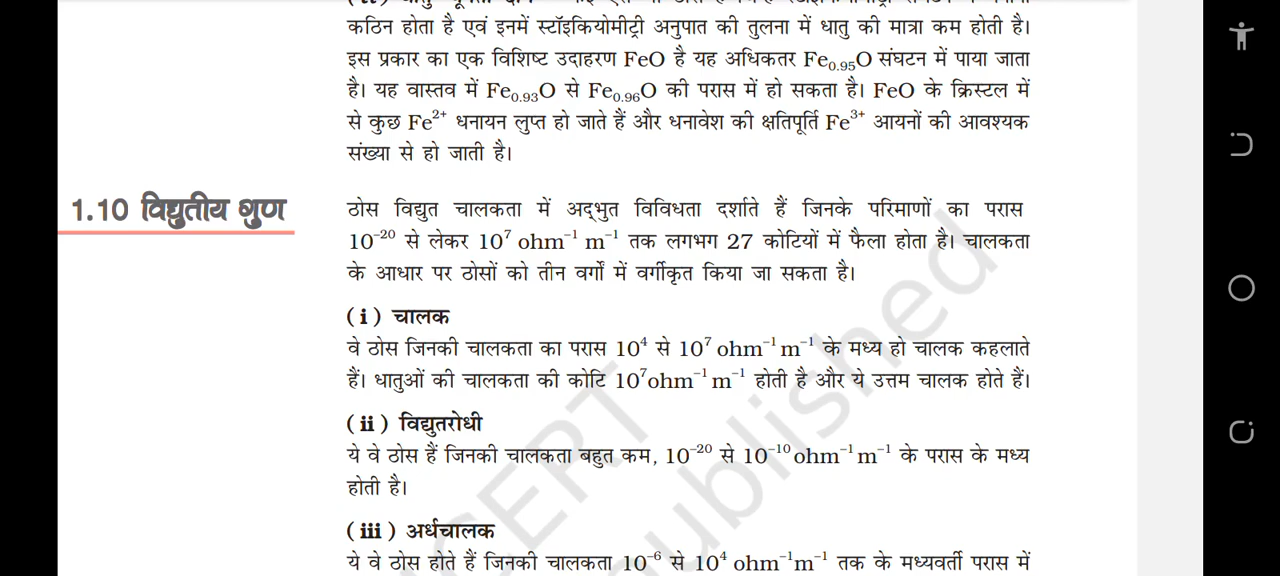 कठिन होता है एवं इनमें स्टॉइकियोमीट्री अनुपात की तुलना में धातु की मात्रा कम होती है।
इस प्रकार का एक विशिष्ट उदाहरण FeO है यह अधिकतर Fe₀.₉₅O संघटन में पाया जाता
है। यह वास्तव में Fe₀.₉₃O से Fe₀.₉₆O की परास में हो सकता है। FeO के क्रिस्टल में
से कुछ Fe²⁺ धनायन लुप्त हो जाते हैं और धनावेश की क्षतिपूर्ति Fe³⁺ आयनों की आवश्यक
संख्या से हो जाती है।
1.10 विद्युतीय गुण
ठोस विद्युत चालकता में अद्‌भुत विविधता दर्शाते हैं जिनके परिमाणों का परास
10⁻²⁰ से लेकर 10⁷ ohm⁻¹ m⁻¹ तक लगभग 27 कोटियों में फैला होता है। चालकता
के आधार पर ठोसों को तीन वर्गों में वर्गीकृत किया जा सकता है।
(i) चालक
वे ठोस जिनकी चालकता का परास 10⁴ से 10⁷ ohm⁻¹m⁻¹ के मध्य हो चालक कहलाते
हैं। धातुओं की चालकता की कोटि 10⁷ohm⁻¹m⁻¹ होती है और ये उत्तम चालक होते हैं।
(ii) विद्युतरोधी
ये वे ठोस हैं जिनकी चालकता बहुत कम, 10⁻²⁰ से 10⁻¹⁰ohm⁻¹m⁻¹ के परास के मध्य
होती है।
(iii) अर्धचालक
ये वे ठोस होते हैं जिनकी चालकता 10⁻⁶ से 10⁴ ohm⁻¹m⁻¹ तक के मध्यवर्ती परास में